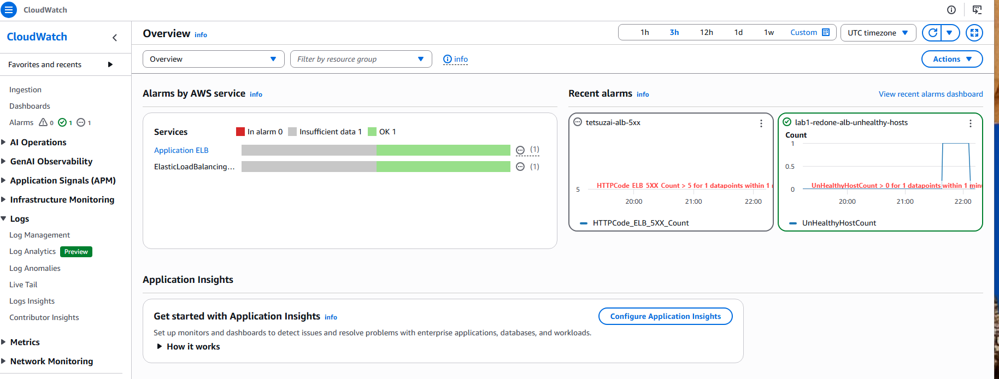 CloudWatch
CloudWatch
Favorites and recents
Ingestion
Dashboards
Alarms 0 1 1
AI Operations
GenAI Observability
Application Signals (APM)
Infrastructure Monitoring
Logs
Log Management
Log Analytics Preview
Log Anomalies
Live Tail
Logs Insights
Contributor Insights
Metrics
Network Monitoring
Overview info
1h 3h 12h 1d 1w Custom
UTC timezone
Overview
Filter by resource group
info
Actions
Alarms by AWS service info
Services
In alarm 0 Insufficient data 1 OK 1
Application ELB (1)
ElasticLoadBalancing... (1)
Recent alarms info
View recent alarms dashboard
tetsuzai-alb-5xx
HTTPCode_ELB_5XX_Count > 5 for 1 datapoints within 1
5
20:00 21:00 22:00
HTTPCode_ELB_5XX_Count
lab1-redone-alb-unhealthy-hosts
Count
1
0.5
UnHealthyHostCount > 0 for 1 datapoints within 1 minu
0
20:00 21:00 22:00
UnHealthyHostCount
Application Insights
Get started with Application Insights info
Configure Application Insights
Set up monitors and dashboards to detect issues and resolve problems with enterprise applications, databases, and workloads.
How it works